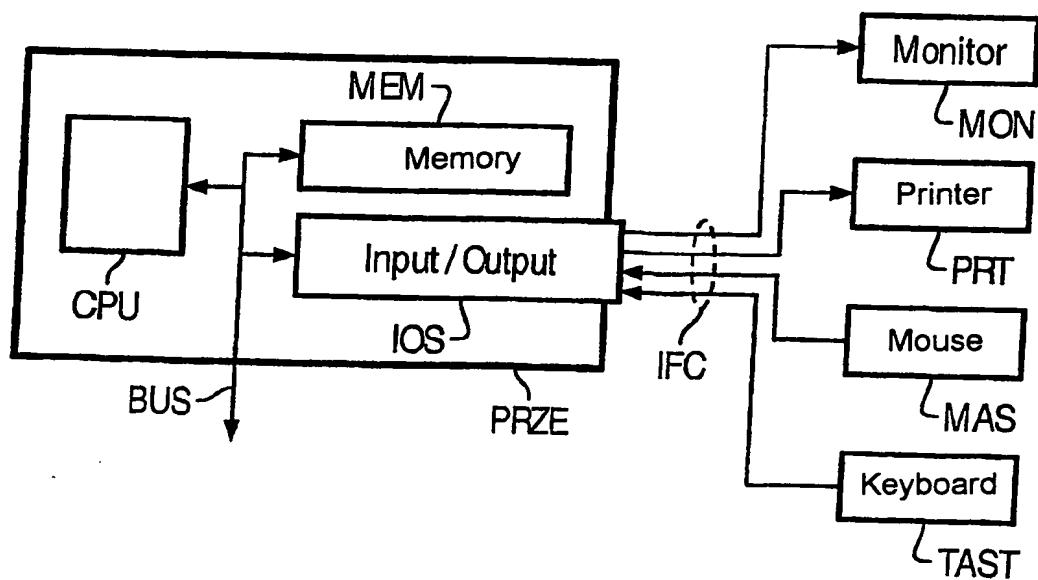 Monitor
MON
MEM
Memory
Printer
PRT
CPU
Input / Output
IOS
IFC
Mouse
MAS
BUS
PRZE
Keyboard
TAST